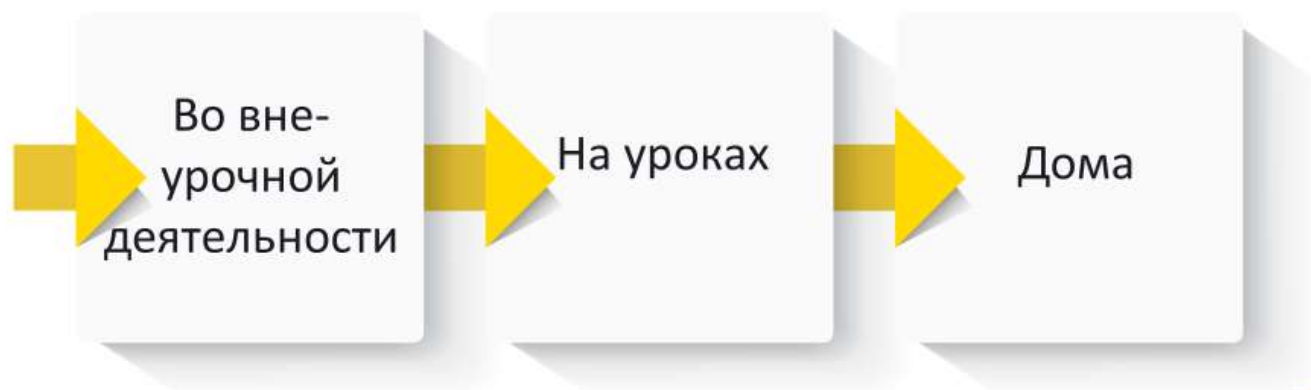 Во вне-
урочной
деятельности
На уроках
Дома